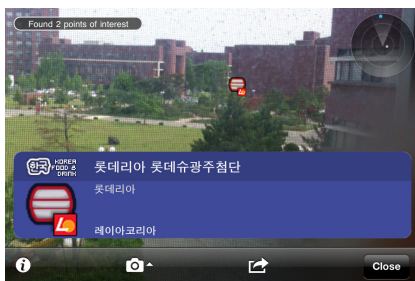 Found 2 points of interest
한국 KOREA
FOOD &
DRINK
롯데리아 롯데슈광주첨단
롯데리아
레이아코리아
Close